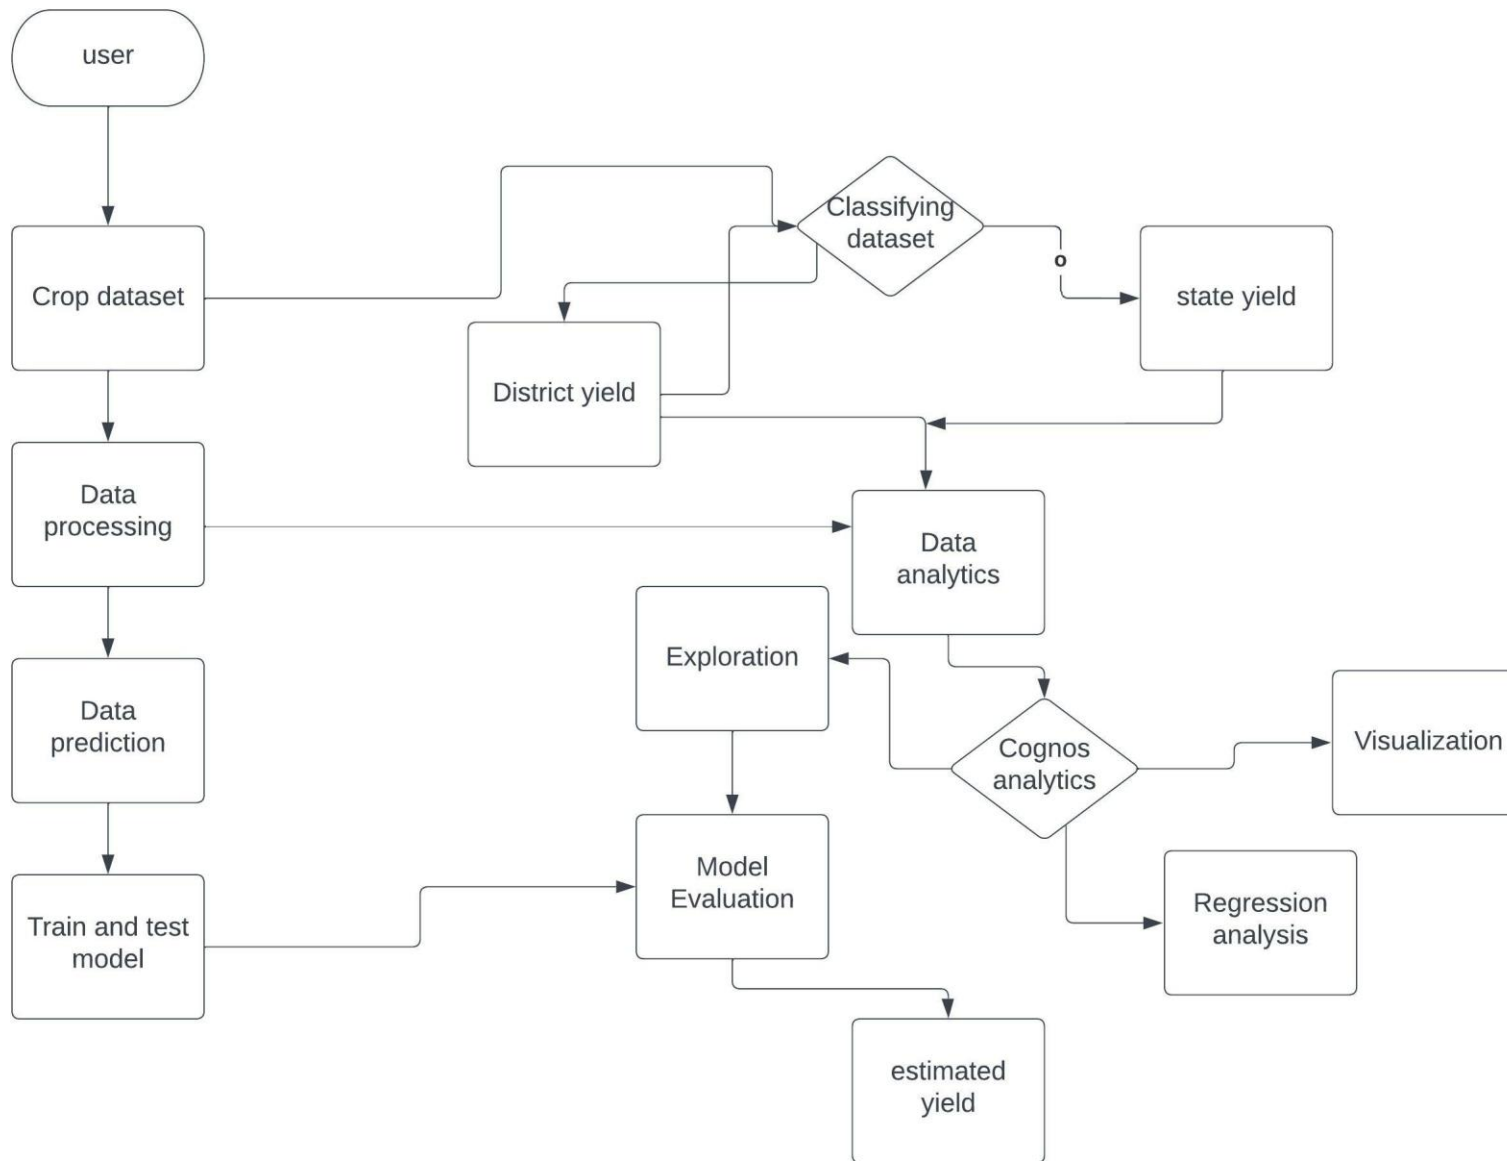 user
Classifying
dataset
o
Crop dataset
state yield
District yield
Data
processing
Data
analytics
Exploration
Data
prediction
Cognos
analytics
Visualization
Model
Evaluation
Train and test
model
Regression
analysis
estimated
yield